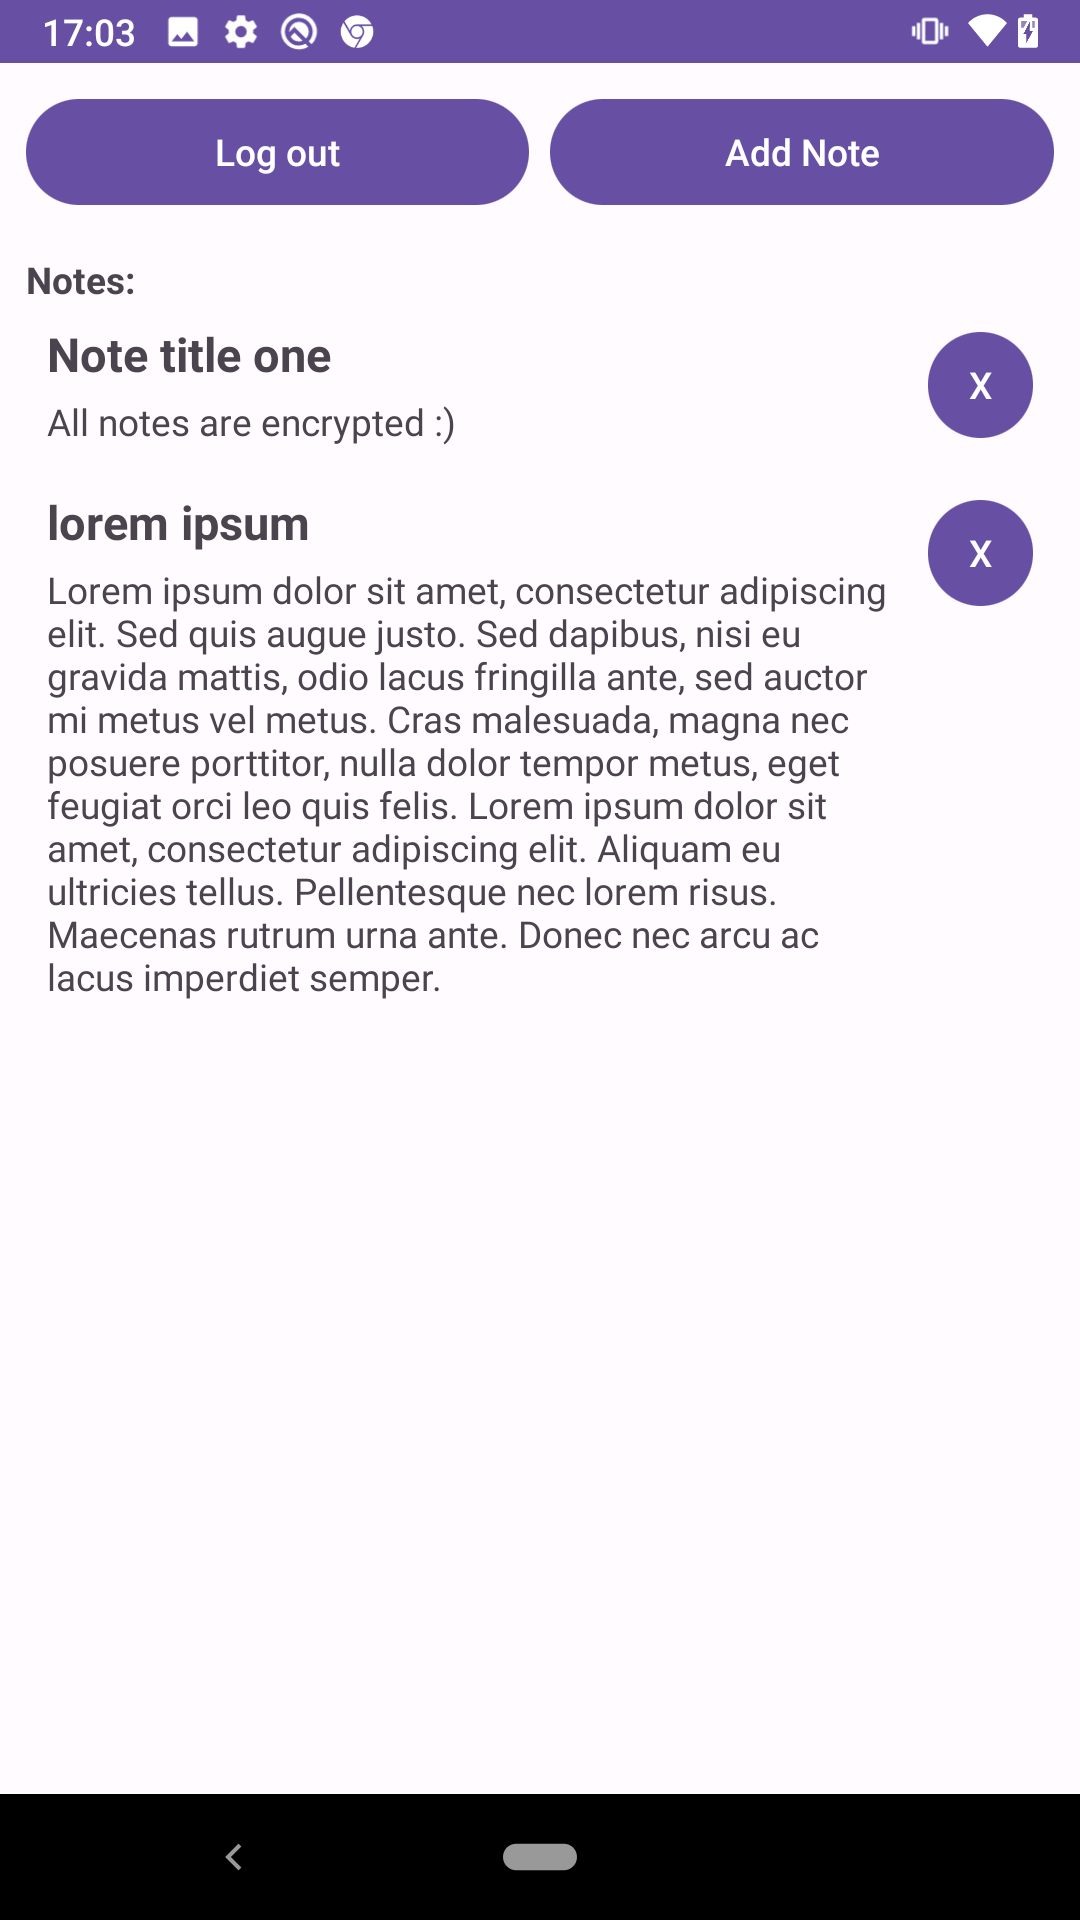 17:03
Log out
Add Note
Notes:
Note title one
X
All notes are encrypted :)
lorem ipsum
X
Lorem ipsum dolor sit amet, consectetur adipiscing
elit. Sed quis augue justo. Sed dapibus, nisi eu
gravida mattis, odio lacus fringilla ante, sed auctor
mi metus vel metus. Cras malesuada, magna nec
posuere porttitor, nulla dolor tempor metus, eget
feugiat orci leo quis felis. Lorem ipsum dolor sit
amet, consectetur adipiscing elit. Aliquam eu
ultricies tellus. Pellentesque nec lorem risus.
Maecenas rutrum urna ante. Donec nec arcu ac
lacus imperdiet semper.